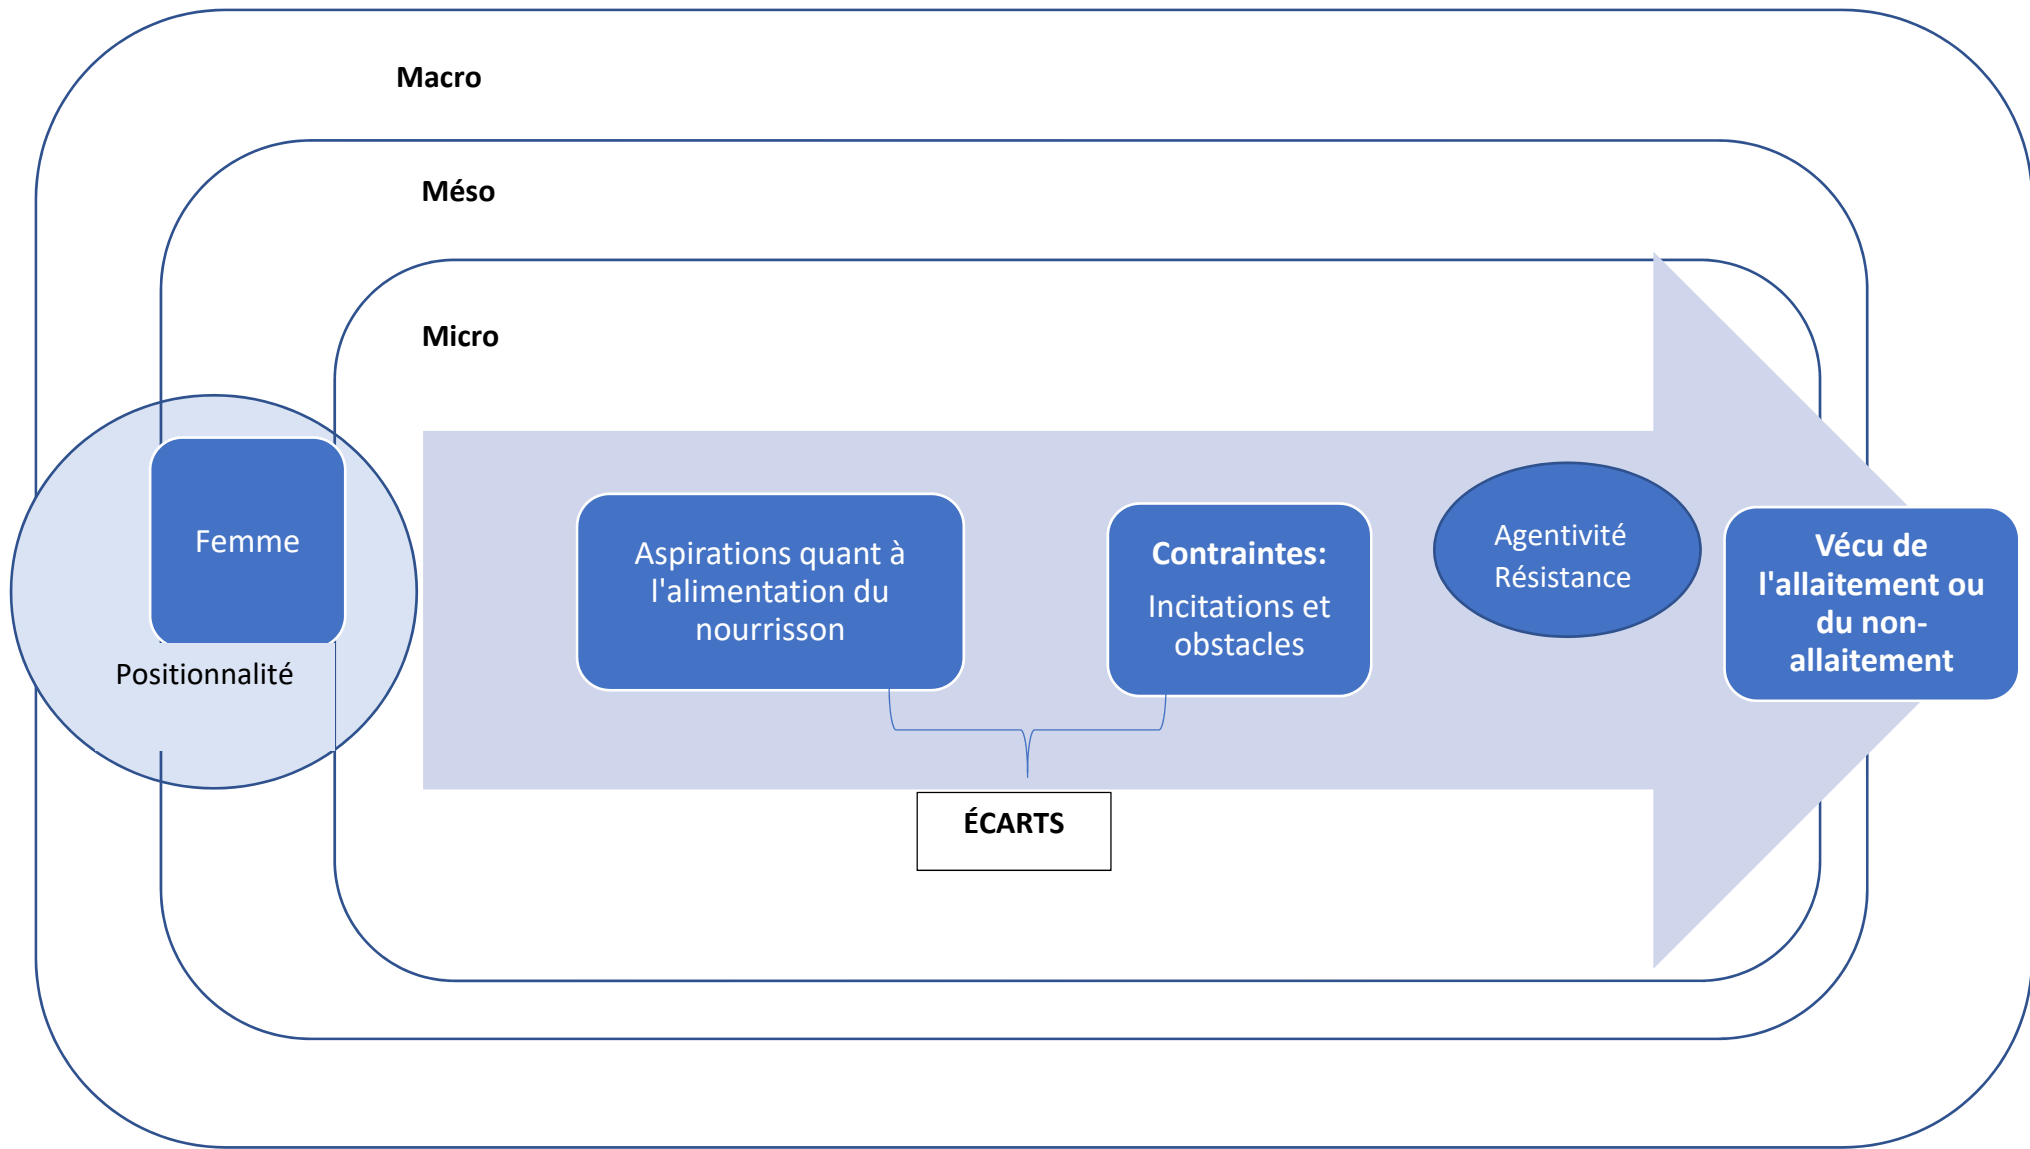 Macro
Méso
Micro
Femme
Positionnalité
Aspirations quant à
l'alimentation du
nourrisson
Contraintes:
Incitations et
obstacles
Agentivité
Résistance
Vécu de
l'allaitement ou
du non-
allaitement
ÉCARTS